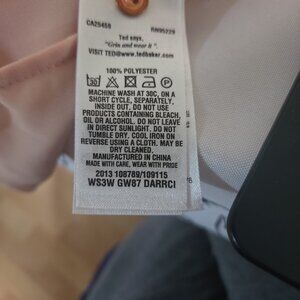 CA25458 RN95229
Ted says,
"Grin and wear it".
VISIT TED@www.tedbaker.com
100% POLYESTER
30
MACHINE WASH AT 30C, ON A
SHORT CYCLE, SEPARATELY,
INSIDE OUT. DO NOT USE
PRODUCTS CONTAINING BLEACH,
OIL OR ALCOHOL. DO NOT DRY
IN DIRECT SUNLIGHT. DO NOT
TUMBLE DRY. COOL IRON ON
REVERSE USING A CLOTH. MAY BE
DRY CLEANED.
MANUFACTURED IN CHINA
MADE WITH CARE, WEAR WITH PRIDE
2013 108789/109115
WS3W GW87 DARRCI